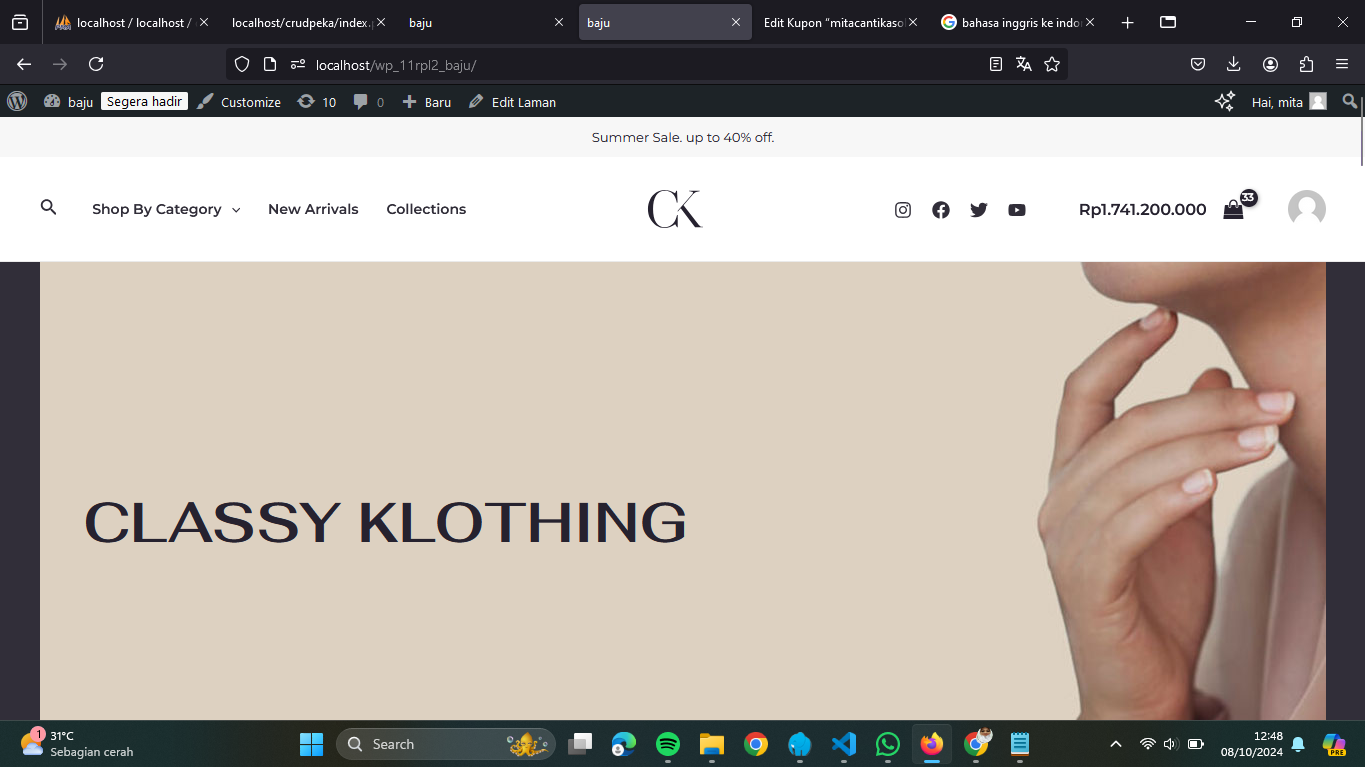 localhost / localhost /
localhost/crudpeka/index.
baju
baju
Edit Kupon "mitacantikasol
bahasa inggris ke indo
localhost/wp_11rpl2_baju/
baju
Segera hadir
Customize
10
0
Baru
Edit Laman
Hai, mita
Summer Sale. up to 40% off.
Shop By Category
New Arrivals
Collections
CK
Rp1.741.200.000
33
CLASSY KLOTHING
1
31°C
Sebagian cerah
Search
12:48
08/10/2024
PRE